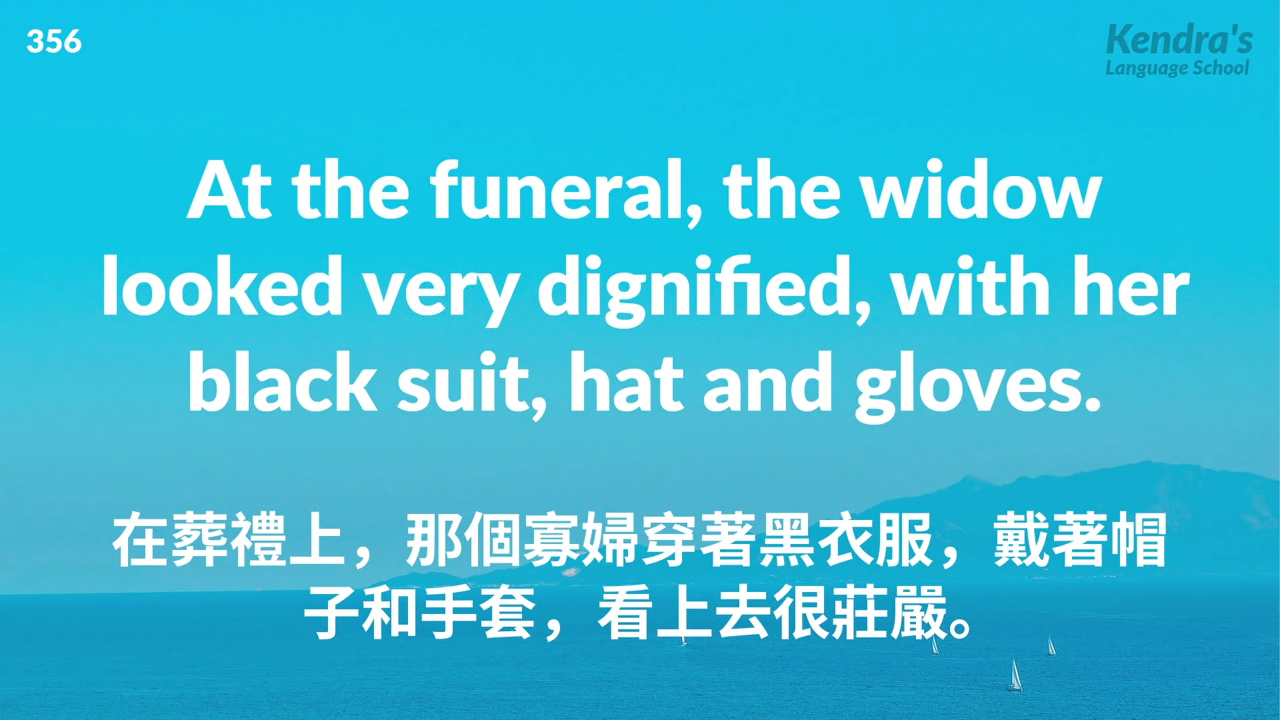 356
Kendra's
Language School
At the funeral, the widow
looked very dignified, with her
black suit, hat and gloves.
在葬禮上，那個寡婦穿著黑衣服，戴著帽
子和手套，看上去很莊嚴。